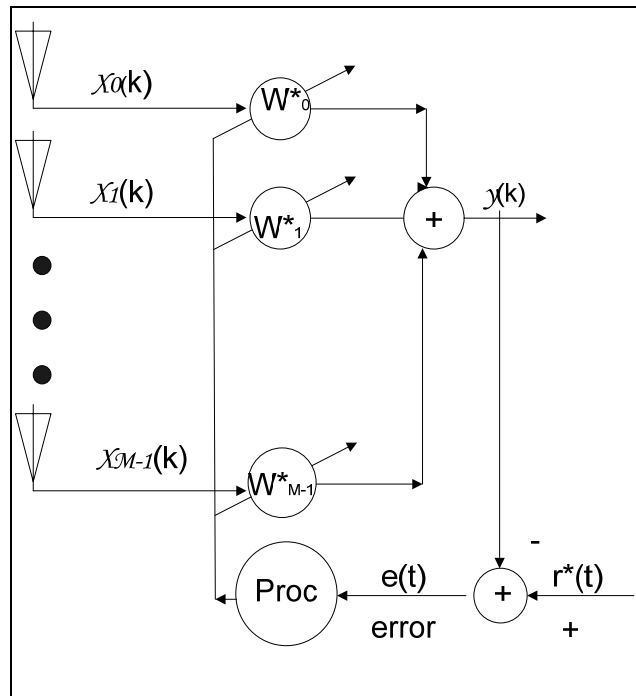 X0(k)
W*0
X1(k)
W*1
+
y(k)
XM-1(k)
W*M-1
-
Proc
e(t)
+
r*(t)
error
+